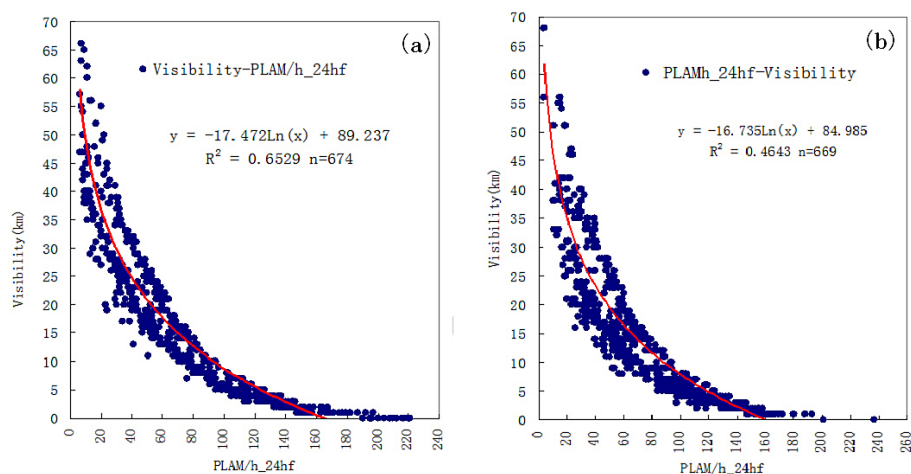 (a)
Visibility-PLAM/h_24hf
y = -17.472Ln(x) + 89.237
R² = 0.6529 n=674
Visibility(km)
70
65
60
55
50
45
40
35
30
25
20
15
10
5
0
0 20 40 60 80 100 120 140 160 180 200 220 240
PLAM/h_24hf
(b)
PLAMh_24hf-Visibility
y = -16.735Ln(x) + 84.985
R² = 0.4643 n=669
Visibility(km)
70
65
60
55
50
45
40
35
30
25
20
15
10
5
0
0 20 40 60 80 100 120 140 160 180 200 220 240 260
PLAM/h_24hf